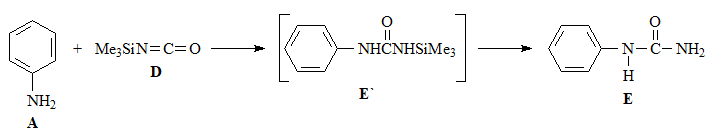 NH2
A
+
Me3SiN=C=O
D
O
NHCNHSiMe3
E`
O
N—C—NH2
H
E